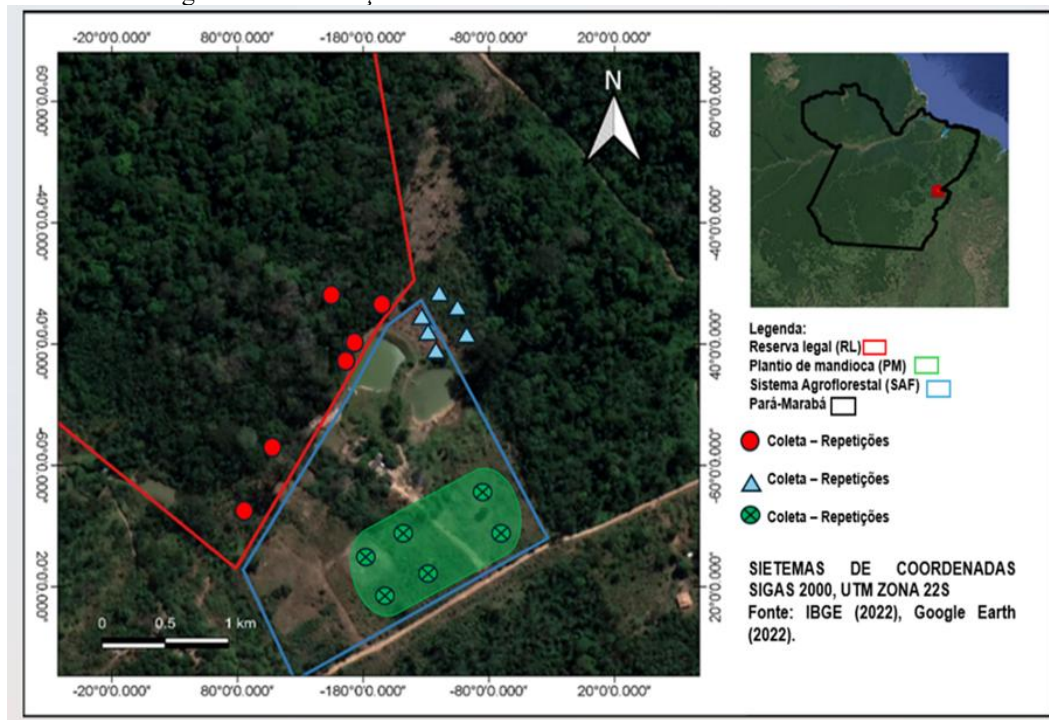 -20°0'0.000" 80°0'0.000" -180°0'0.000" -80°0'0.000" 20°0'0.000"
60°0'0.000" -40°0'0.000" 40°0'0.000" -60°0'0.000" 20°0'0.000"
N
60°0'0.000" -40°0'0.000" 40°0'0.000" -60°0'0.000" 20°0'0.000"
0 0.5 1 km
-20°0'0.000" 80°0'0.000" -180°0'0.000" -80°0'0.000" 20°0'0.000"
Legenda:
Reserva legal (RL)
Plantio de mandioca (PM)
Sistema Agroflorestal (SAF)
Pará-Marabá
Coleta – Repetições
Coleta – Repetições
Coleta – Repetições
SIETEMAS DE COORDENADAS
SIGAS 2000, UTM ZONA 22S
Fonte: IBGE (2022), Google Earth
(2022).